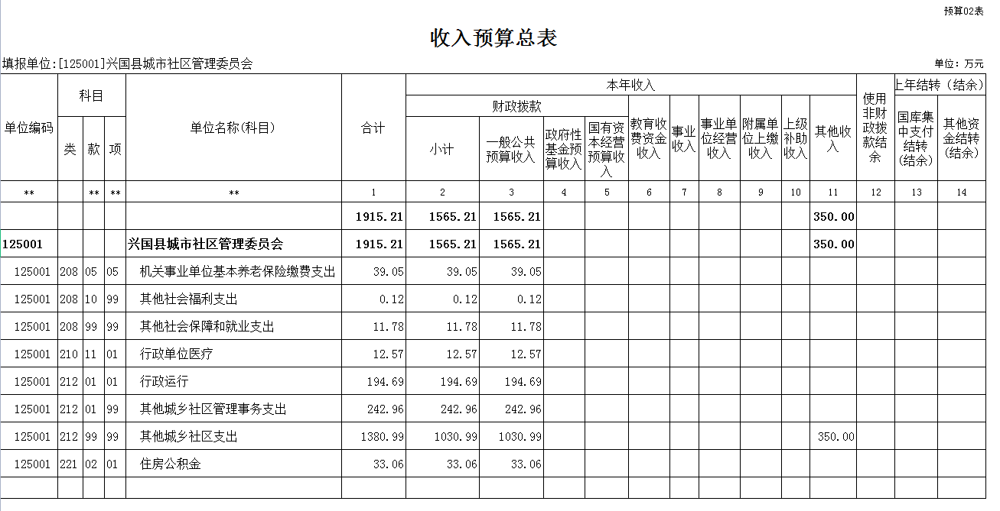 预算02表
收入预算总表
填报单位:[125001]兴国县城市社区管理委员会 单位：万元
单位编码 科目 单位名称(科目) 合计 本年收入 使用非财政拨款结余 上年结转（结余）
财政拨款 教育收费资金收入 事业收入 事业单位经营收入 附属单位上缴收入 上级补助收入 其他收入 国库集中支付结转(结余) 其他资金结转(结余)
类 款 项 小计 一般公共预算收入 政府性基金预算收入 国有资本经营预算收入
** ** ** ** 1 2 3 4 5 6 7 8 9 10 11 12 13 14
1915.21 1565.21 1565.21 350.00
125001 兴国县城市社区管理委员会 1915.21 1565.21 1565.21 350.00
125001 208 05 05 机关事业单位基本养老保险缴费支出 39.05 39.05 39.05
125001 208 10 99 其他社会福利支出 0.12 0.12 0.12
125001 208 99 99 其他社会保障和就业支出 11.78 11.78 11.78
125001 210 11 01 行政单位医疗 12.57 12.57 12.57
125001 212 01 01 行政运行 194.69 194.69 194.69
125001 212 01 99 其他城乡社区管理事务支出 242.96 242.96 242.96
125001 212 99 99 其他城乡社区支出 1380.99 1030.99 1030.99 350.00
125001 221 02 01 住房公积金 33.06 33.06 33.06